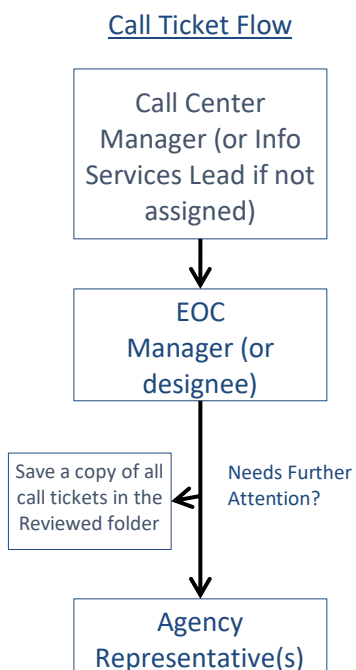 Call Ticket Flow
Call Center
Manager (or Info
Services Lead if not
assigned)
EOC
Manager (or
designee)
Save a copy of all
call tickets in the
Reviewed folder
Needs Further
Attention?
Agency
Representative(s)